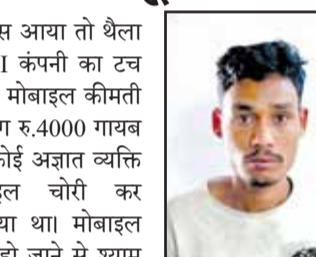 स आया तो थैला
I कंपनी का टच
मोबाइल कीमती
ग रु.4000 गायब
कोई अज्ञात व्यक्ति
चोरी कर
या था। मोबाइल
हो जाने से श्याम